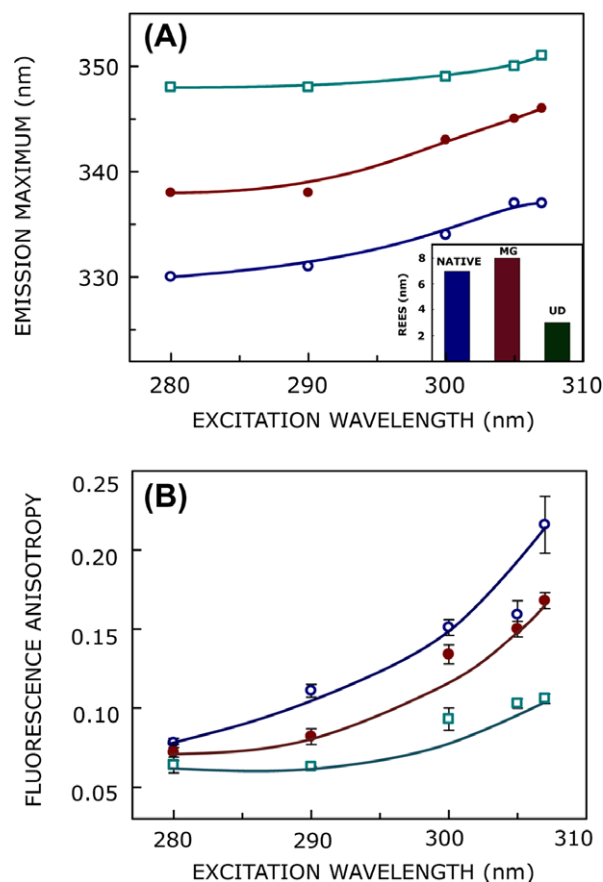 (A)
EMISSION MAXIMUM (nm)
350
340
330
REES (nm)
8
6
4
2
NATIVE
MG
UD
280
290
300
310
EXCITATION WAVELENGTH (nm)
(B)
FLUORESCENCE ANISOTROPY
0.25
0.20
0.15
0.10
0.05
280
290
300
310
EXCITATION WAVELENGTH (nm)